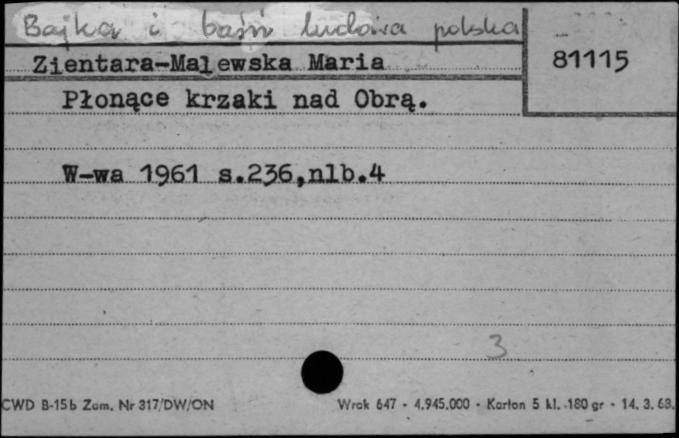 Bajka i baśń ludowa polska
Zientara-Malewska Maria
81115
Płonące krzaki nad Obrą.
W-wa 1961 s.236,nlb.4
3
CWD B-15b Zam. Nr 317/DW/ON
Wrak 647 - 4.945.000 - Karton 5 kl. 180 gr - 14. 3. 68.